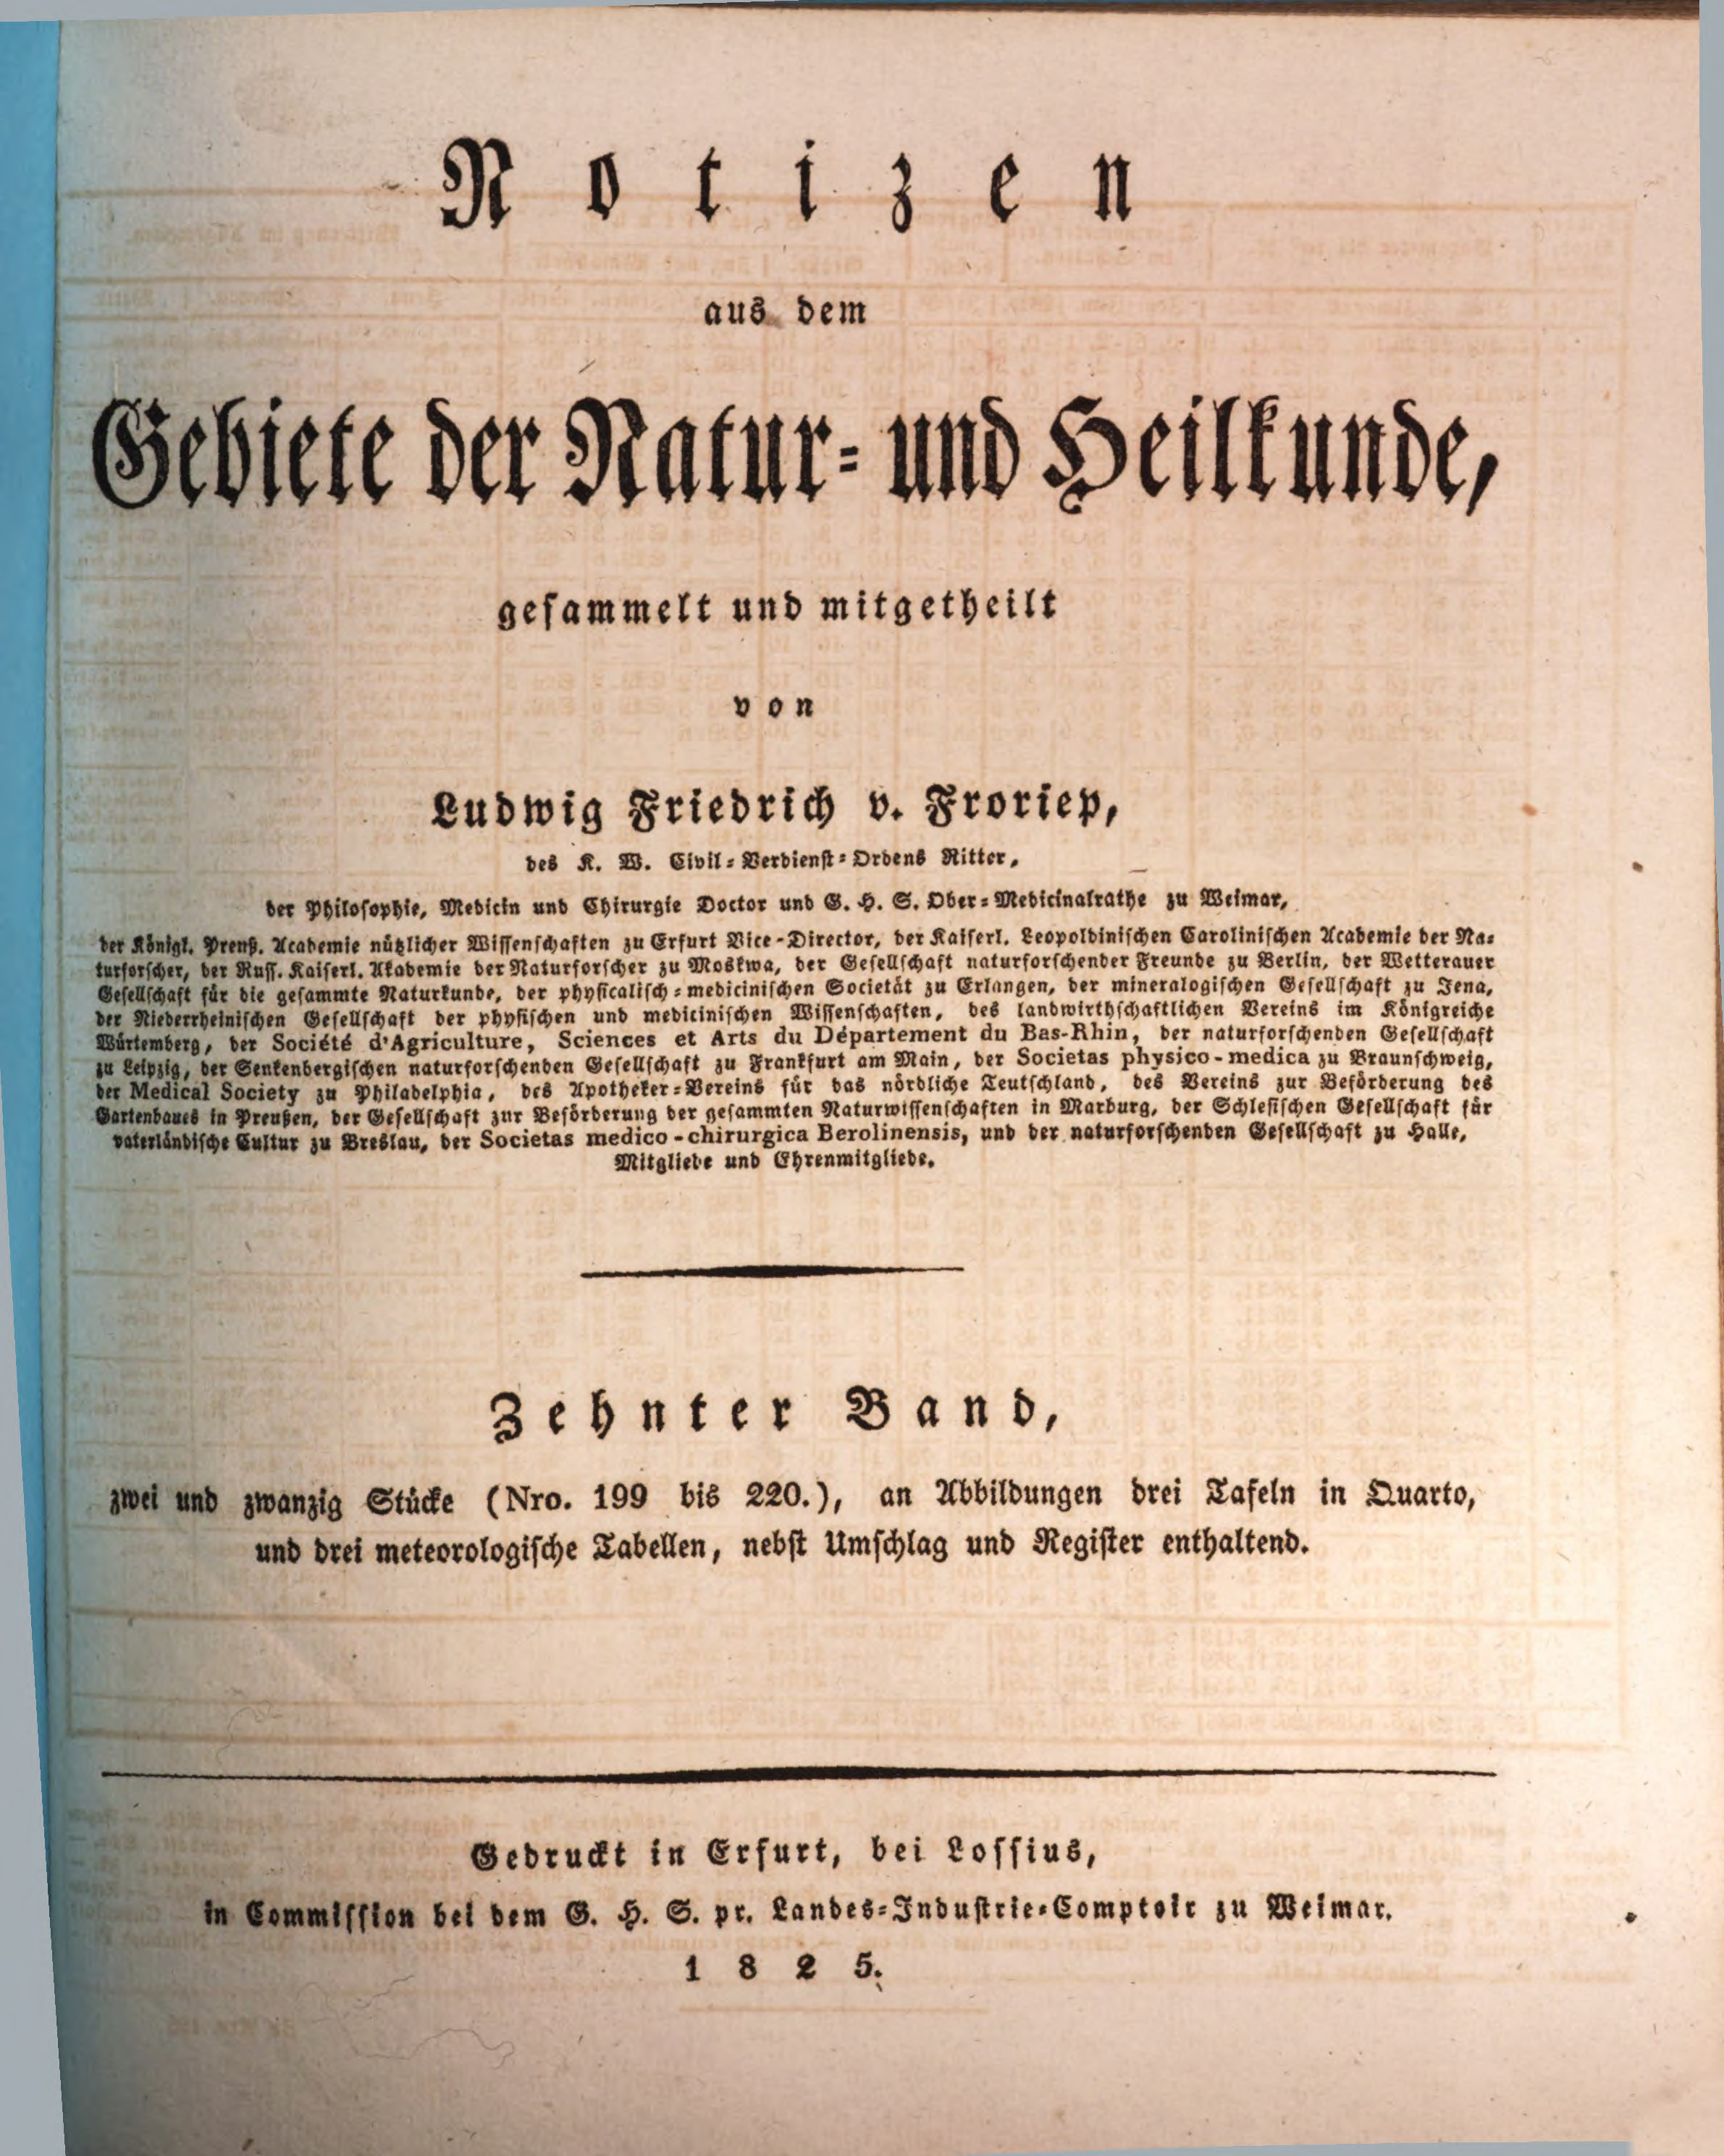 Notizen
aus dem
Gebiete der Natur- und Heilkunde,
gesammelt und mitgetheilt
von
Ludwig Friedrich v. Froriep,
des K. W. Civil-Verdienst-Ordens Ritter,
der Philosophie, Medicin und Chirurgie Doctor und G. H. S. Ober-Medicinalrathe zu Weimar,
der Königl. Preuß. Academie nützlicher Wissenschaften zu Erfurt Vice-Director, der Kaiserl. Leopoldinischen Carolinischen Academie der Na-
turforscher, der Russ. Kaiserl. Akademie der Naturforscher zu Moskwa, der Gesellschaft naturforschender Freunde zu Berlin, der Wetterauer
Gesellschaft für die gesammte Naturkunde, der physicalisch-medicinischen Societät zu Erlangen, der mineralogischen Gesellschaft zu Jena,
der Niederrheinischen Gesellschaft der physischen und medicinischen Wissenschaften, des landwirthschaftlichen Vereins im Königreiche
Würtemberg, der Société d'Agriculture, Sciences et Arts du Département du Bas-Rhin, der naturforschenden Gesellschaft
zu Leipzig, der Senkenbergischen naturforschenden Gesellschaft zu Frankfurt am Main, der Societas physico-medica zu Braunschweig,
der Medical Society zu Philadelphia, des Apotheker-Vereins für das nördliche Teutschland, des Vereins zur Beförderung des
Gartenbaues in Preußen, der Gesellschaft zur Beförderung der gesammten Naturwissenschaften in Marburg, der Schlesischen Gesellschaft für
vaterländische Cultur zu Breslau, der Societas medico-chirurgica Berolinensis, und der naturforschenden Gesellschaft zu Halle,
Mitgliede und Ehrenmitgliede.
Zehnter Band,
zwei und zwanzig Stücke (Nro. 199 bis 220.), an Abbildungen drei Tafeln in Quarto,
und drei meteorologische Tabellen, nebst Umschlag und Register enthaltend.
Gedruckt in Erfurt, bei Lossius,
in Commission bei dem G. H. S. pr. Landes-Industrie-Comptoir zu Weimar.
1825.